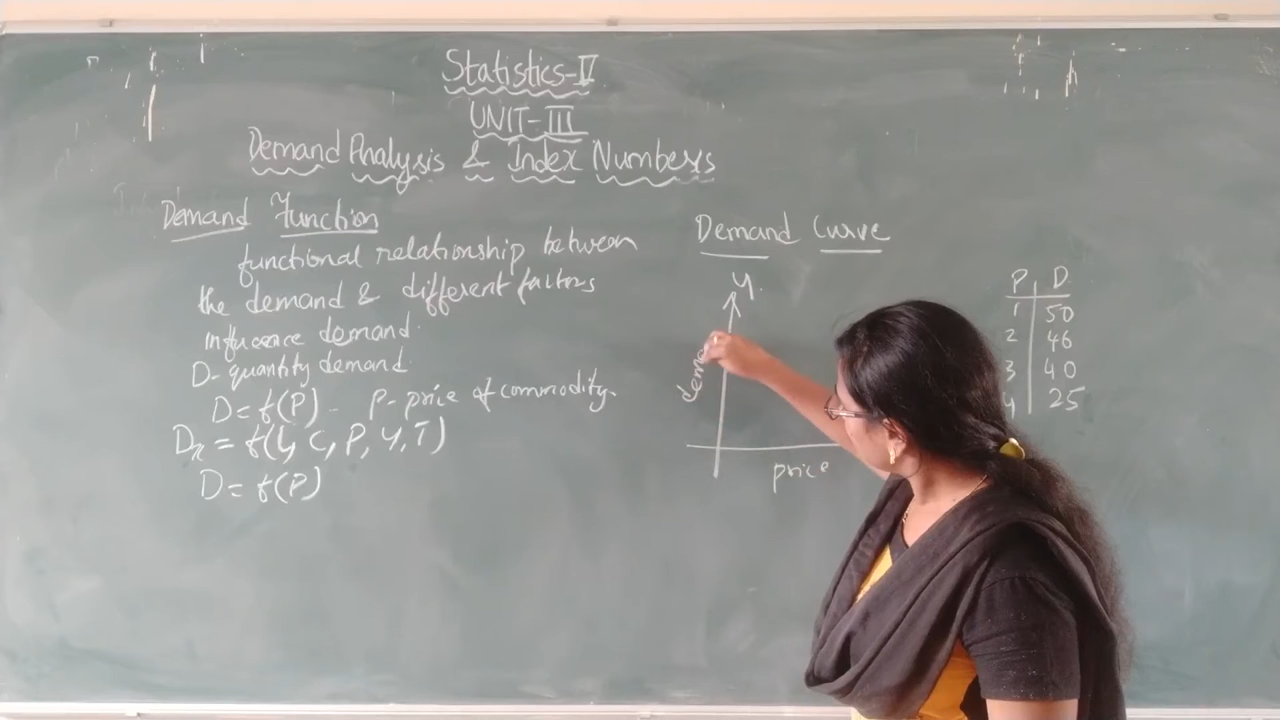 Statistics-V
UNIT-III
Demand Analysis & Index Numbers
Demand Function
functional relationship between
the demand & different factors
influence demand.
D- quantity demand.
D=f(P) - P-price of commodity.
C, P, Y, T)
D= f(P)
Demand Curve
y.
dema
price
P D
1 50
2 46
3 40
4 25